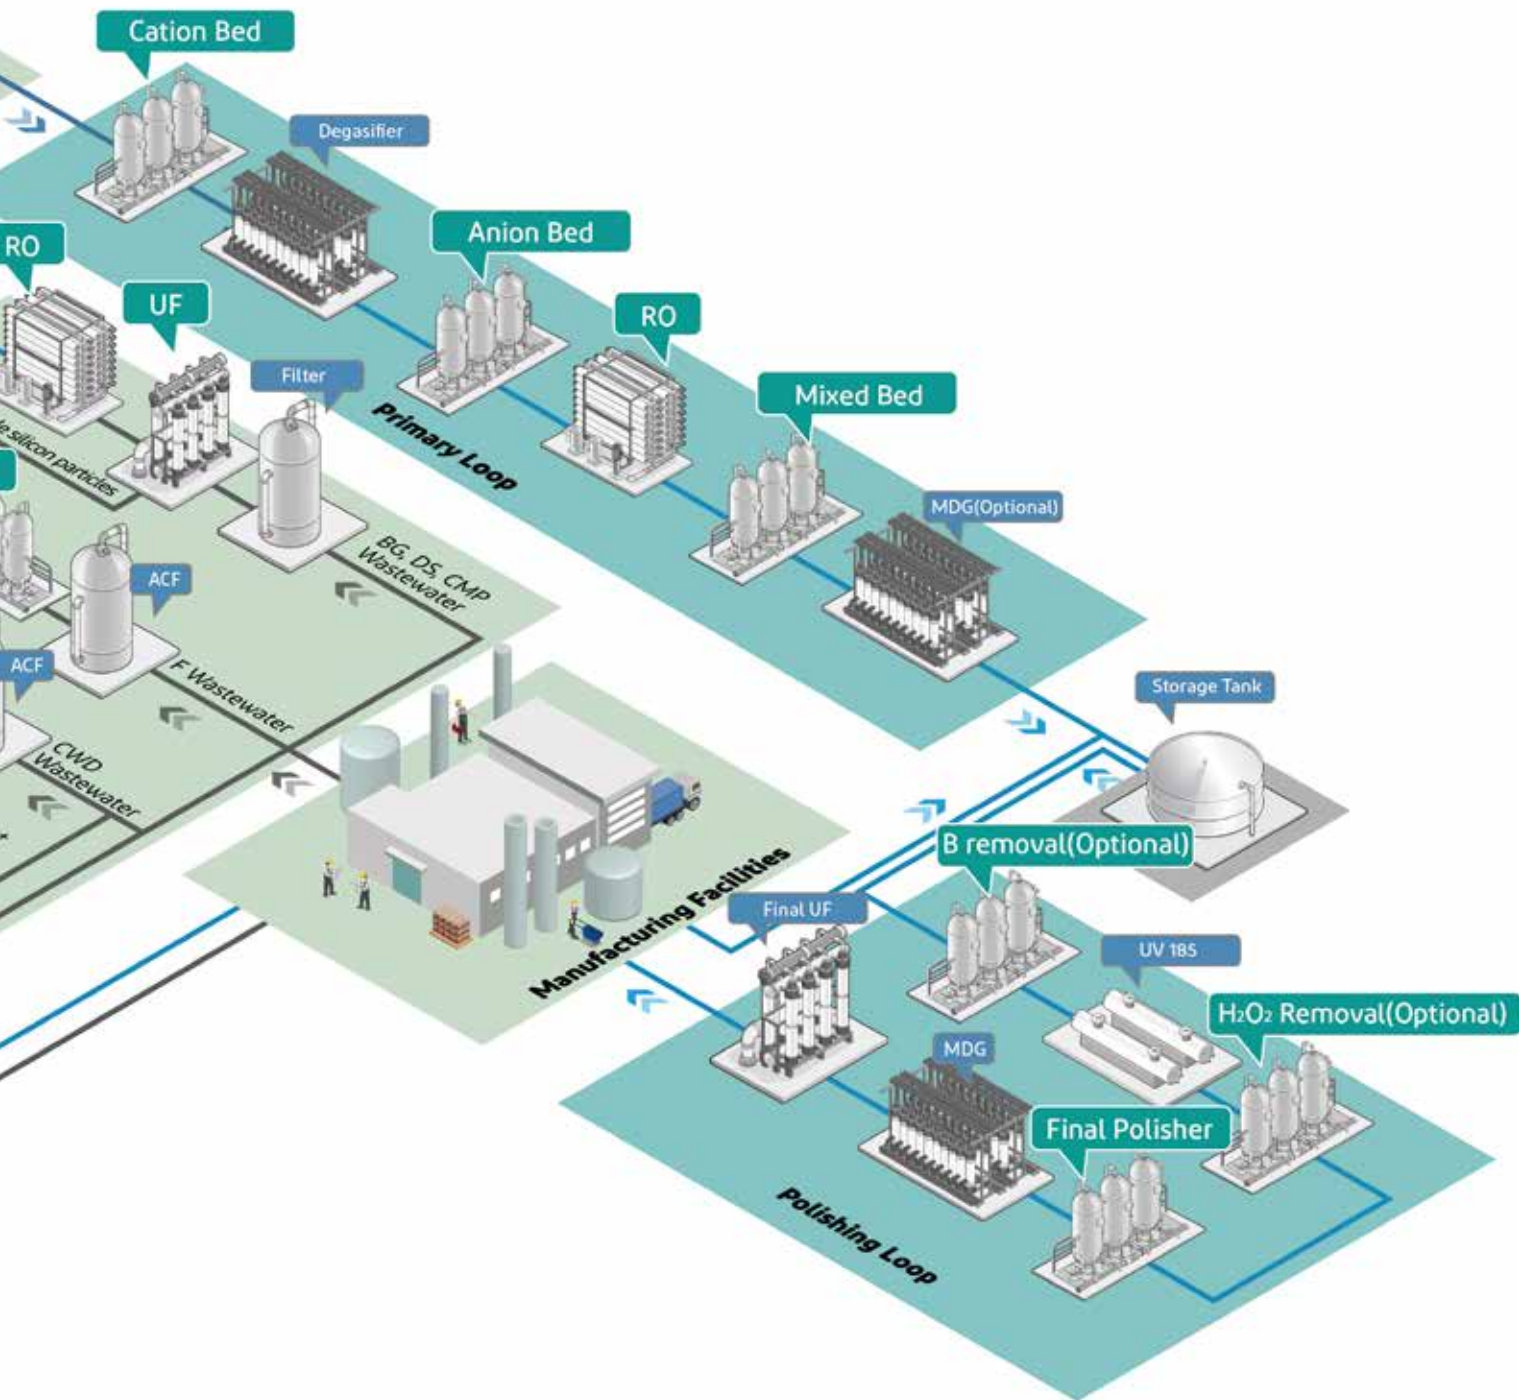 Cation Bed
Degasifier
Anion Bed
RO
UF
RO
Filter
Mixed Bed
Primary Loop
silicon particles
MDG(Optional)
BG, DS, CMP
Wastewater
ACF
ACF
F Wastewater
Storage Tank
CWD
Wastewater
B removal(Optional)
Manufacturing Facilities
Final UF
UV 185
H₂O₂ Removal(Optional)
MDG
Final Polisher
Polishing Loop